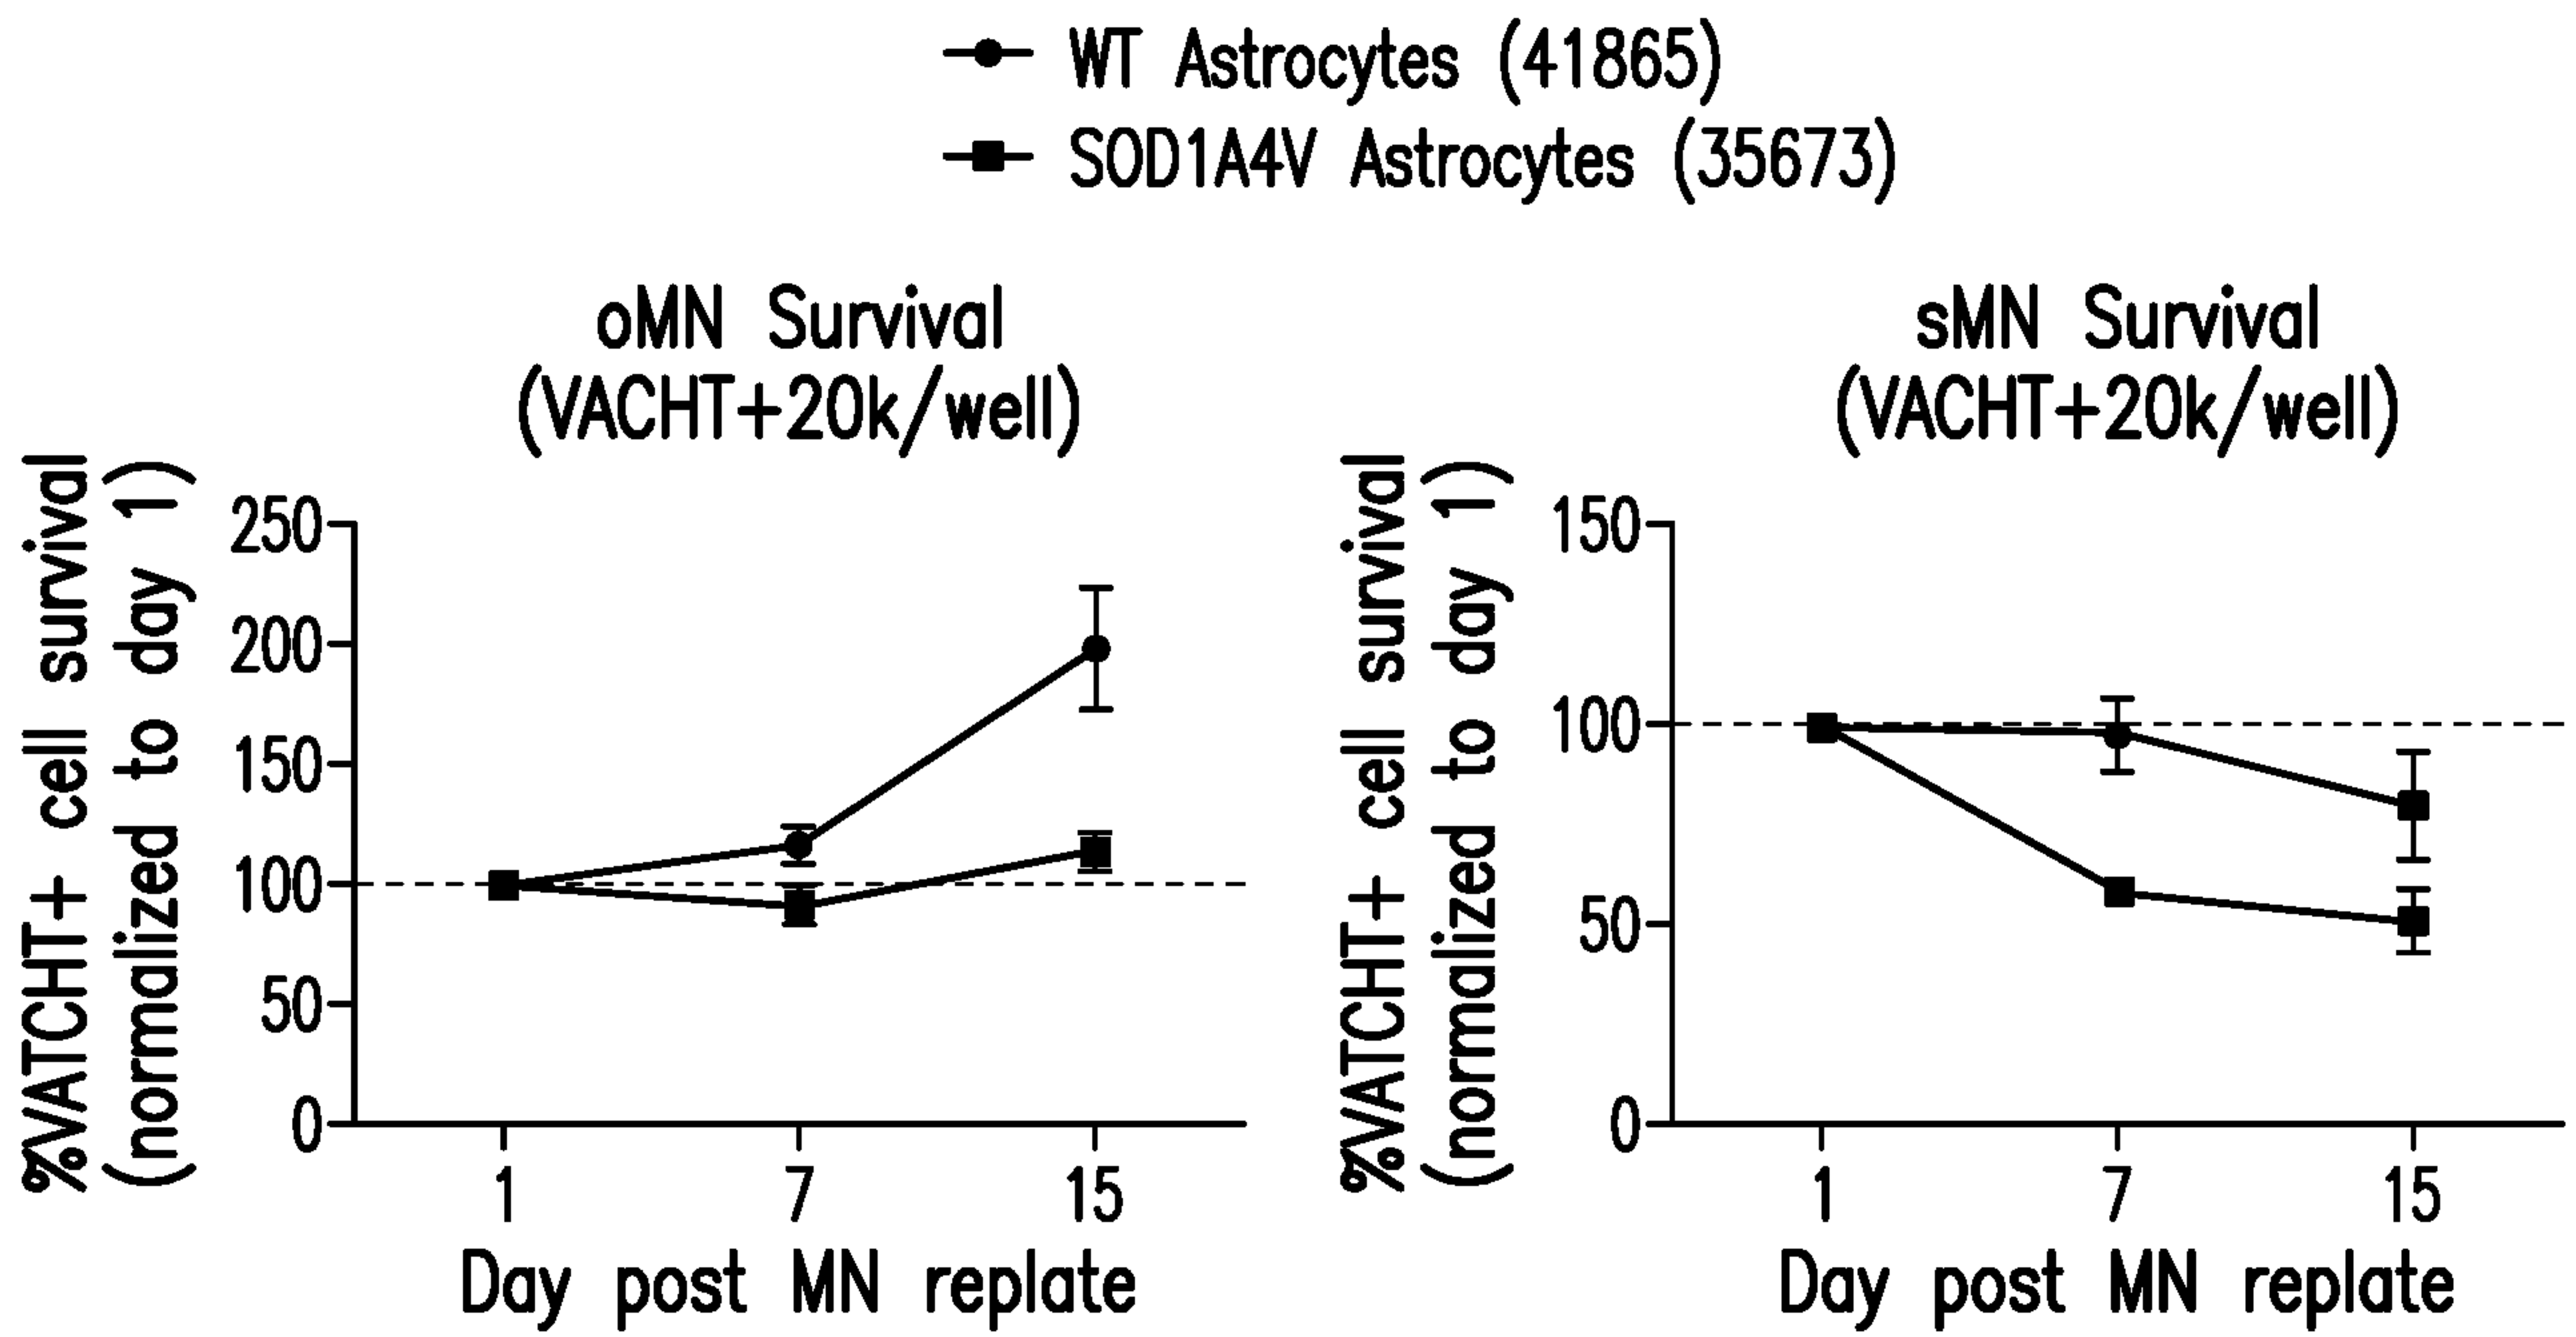 WT Astrocytes (41865)
SOD1A4V Astrocytes (35673)
oMN Survival
(VACHT+20k/well)
%VATCHT+ cell survival
(normalized to day 1)
250
200
150
100
50
0
1 7 15
Day post MN replate
sMN Survival
(VACHT+20k/well)
%VATCHT+ cell survival
(normalized to day 1)
150
100
50
0
1 7 15
Day post MN replate